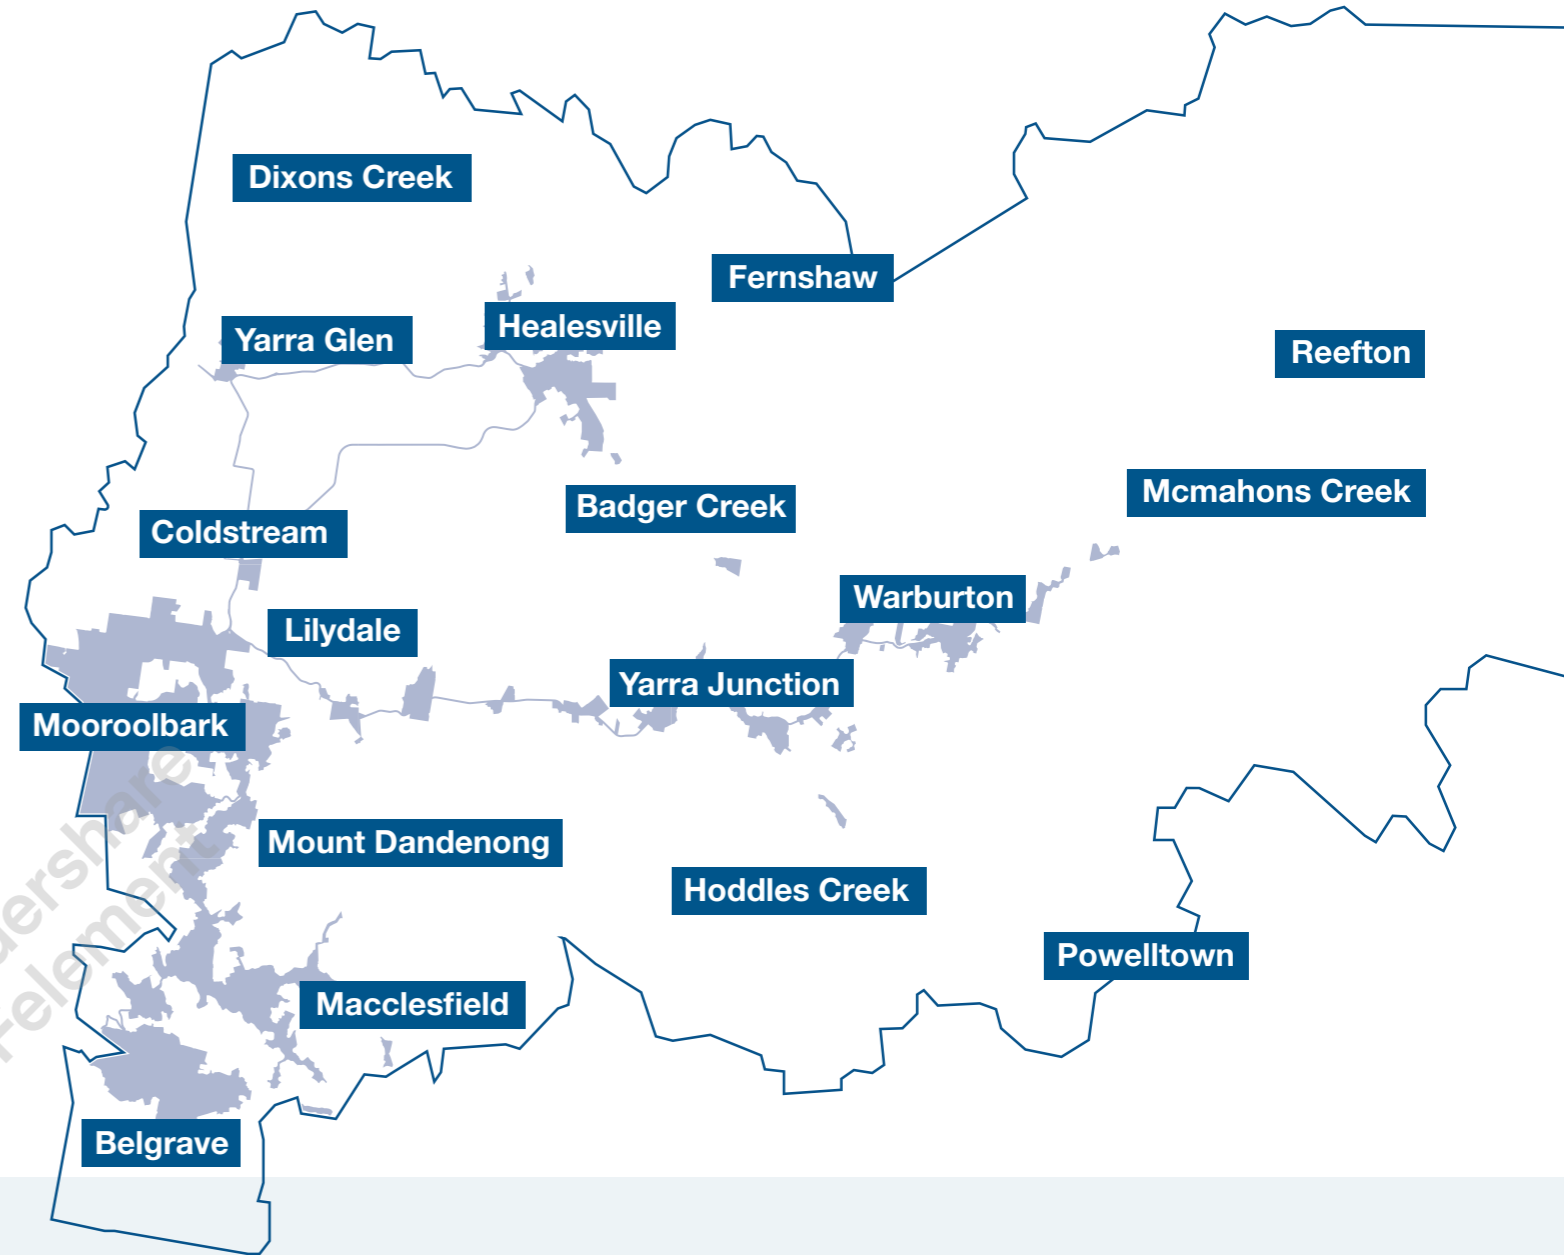 Dixons Creek
Fernshaw
Healesville
Yarra Glen
Reefton
Mcmahons Creek
Badger Creek
Coldstream
Warburton
Lilydale
Yarra Junction
Mooroolbark
Mount Dandenong
Hoddles Creek
Powelltown
Macclesfield
Belgrave